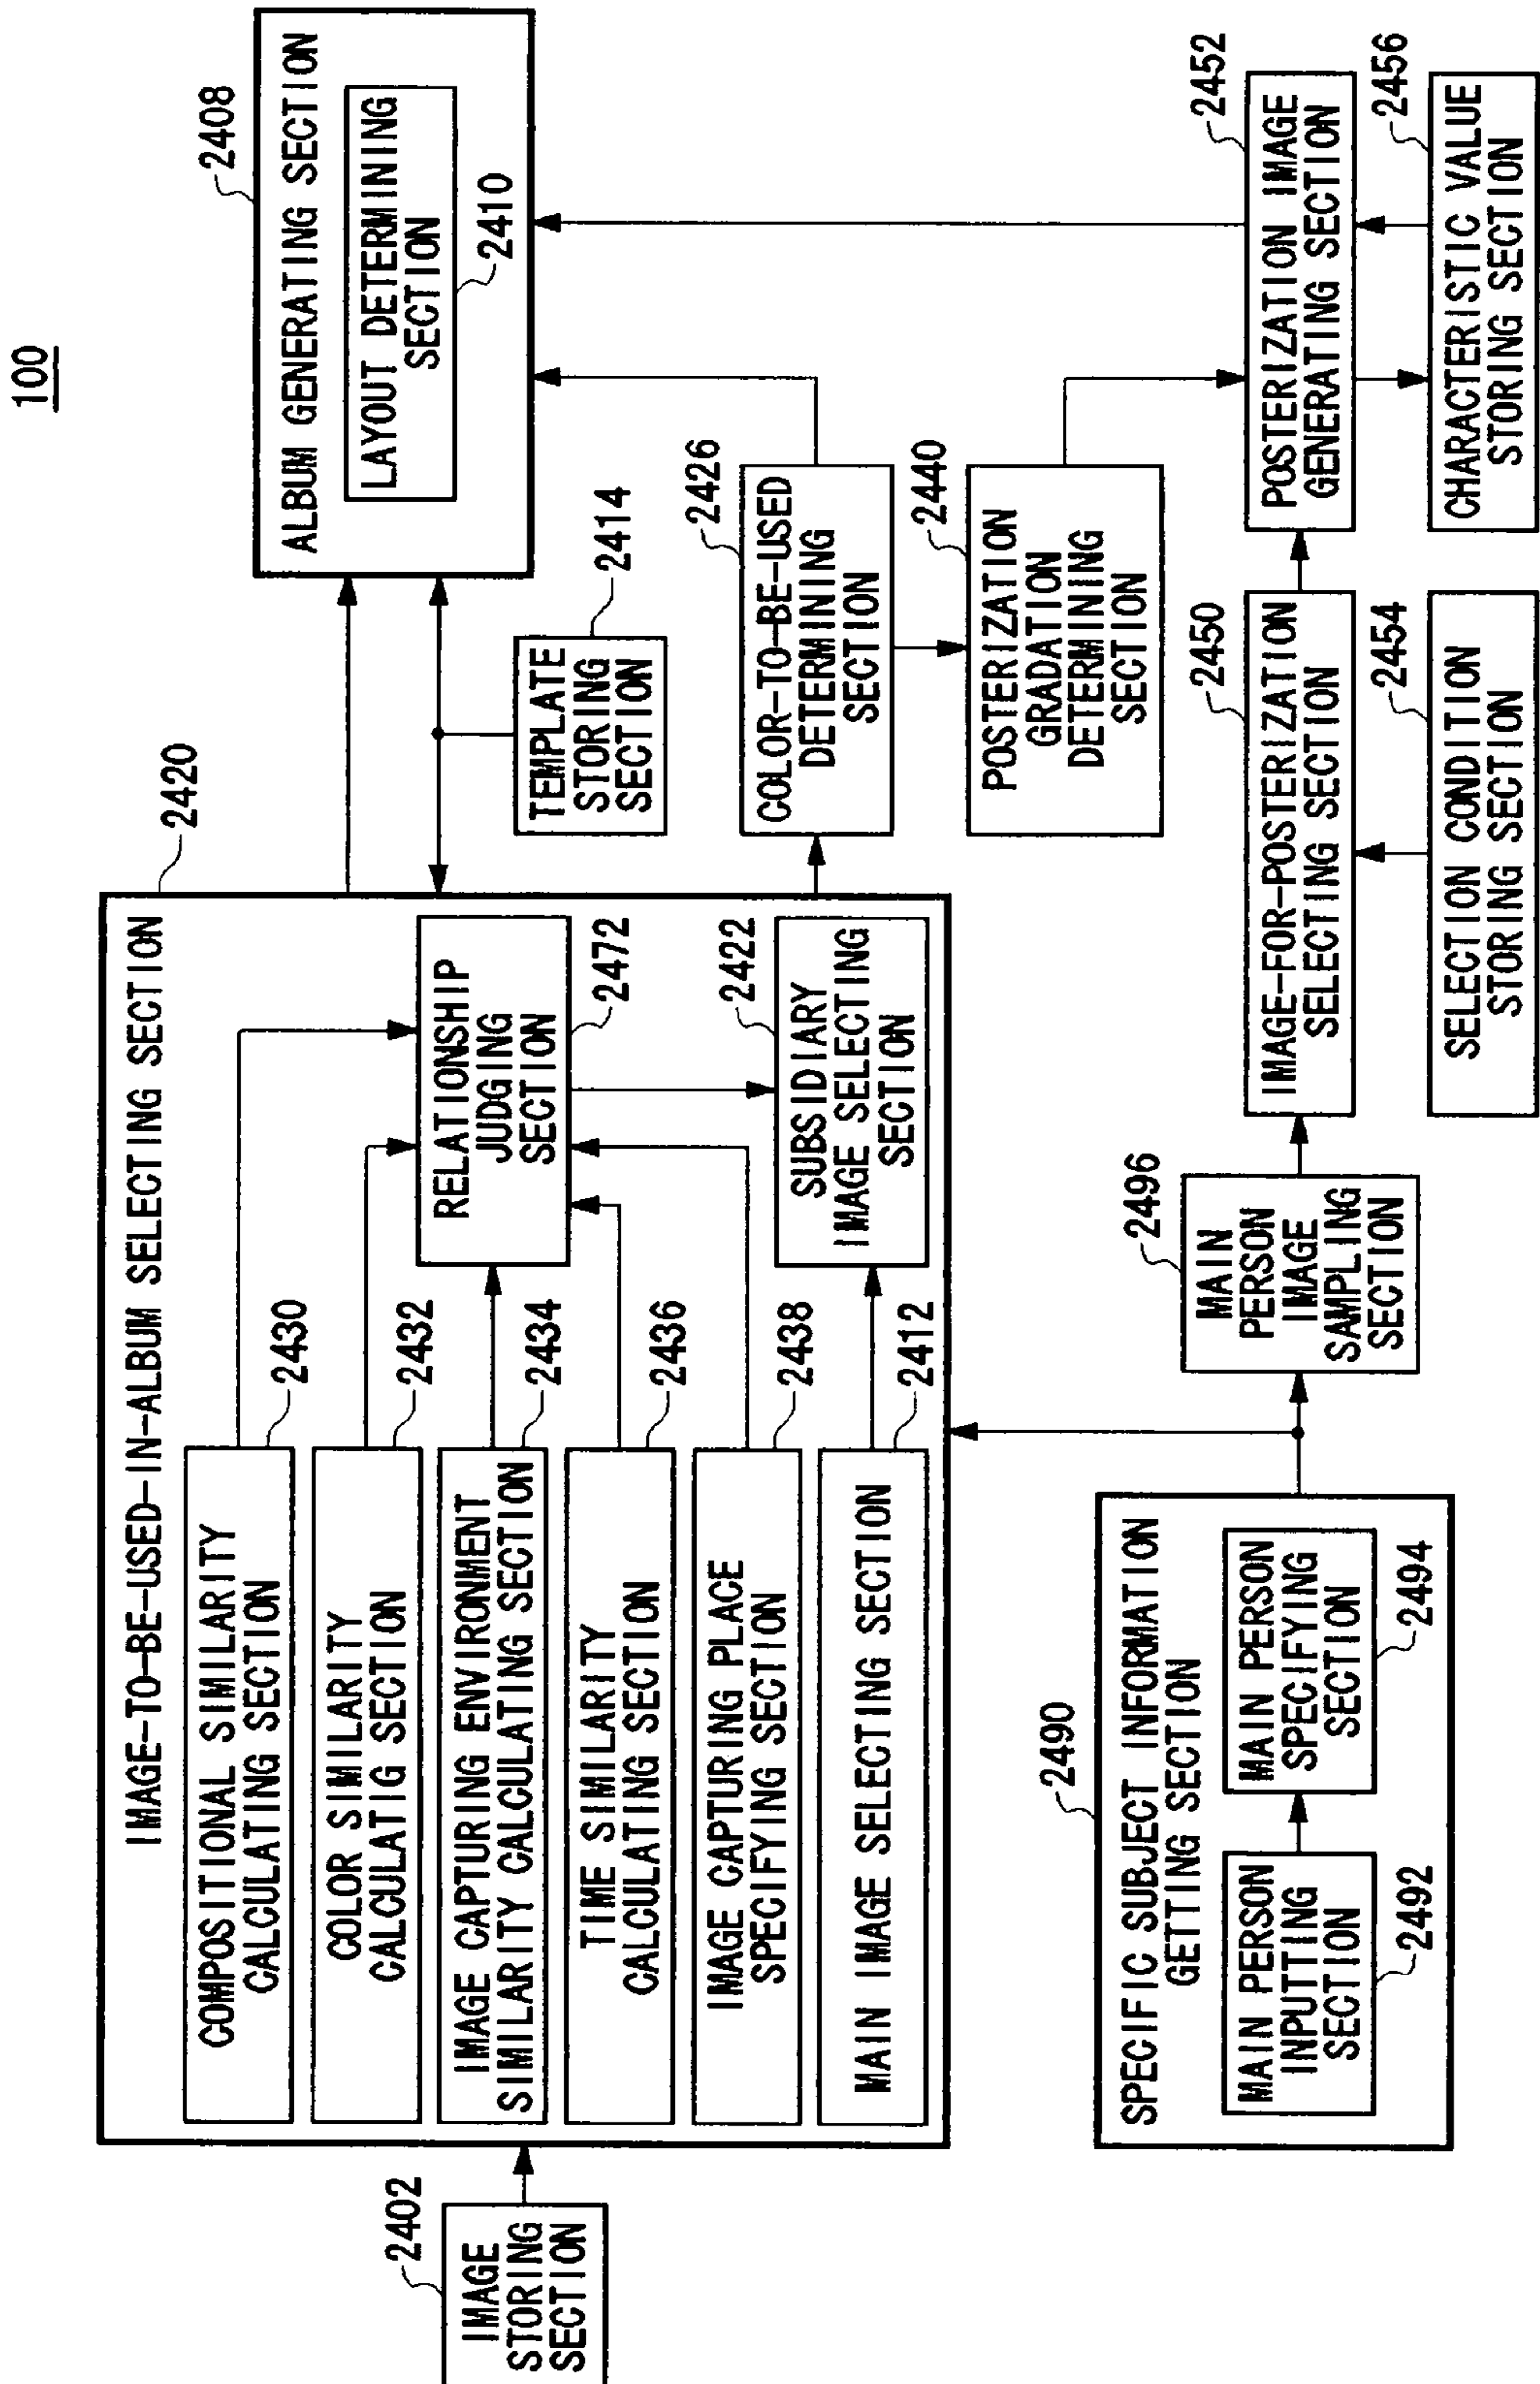 100
2402
IMAGE
STORING
SECTION
2420
IMAGE-TO-BE-USED-IN-ALBUM SELECTING SECTION
COMPOSITIONAL SIMILARITY
CALCULATING SECTION
2430
COLOR SIMILARITY
CALCULATIG SECTION
2432
IMAGE CAPTURING ENVIRONMENT
SIMILARITY CALCULATING SECTION
2434
TIME SIMILARITY
CALCULATING SECTION
2436
IMAGE CAPTURING PLACE
SPECIFYING SECTION
2438
MAIN IMAGE SELECTING SECTION
2412
RELATIONSHIP
JUDGING
SECTION
2472
SUBSIDIARY
IMAGE SELECTING
SECTION
2422
2408
ALBUM GENERATING SECTION
LAYOUT DETERMINING
SECTION
2410
TEMPLATE
STORING
SECTION
2414
2426
COLOR-TO-BE-USED
DETERMINING
SECTION
2440
POSTERIZATION
GRADATION
DETERMINING
SECTION
2490
SPECIFIC SUBJECT INFORMATION
GETTING SECTION
MAIN PERSON
INPUTTING
SECTION
2492
MAIN PERSON
SPECIFYING
SECTION
2494
2496
MAIN
PERSON
IMAGE
SAMPLING
SECTION
2450
IMAGE-FOR-POSTERIZATION
SELECTING SECTION
2454
SELECTION CONDITION
STORING SECTION
2452
POSTERIZATION IMAGE
GENERATING SECTION
2456
CHARACTERISTIC VALUE
STORING SECTION